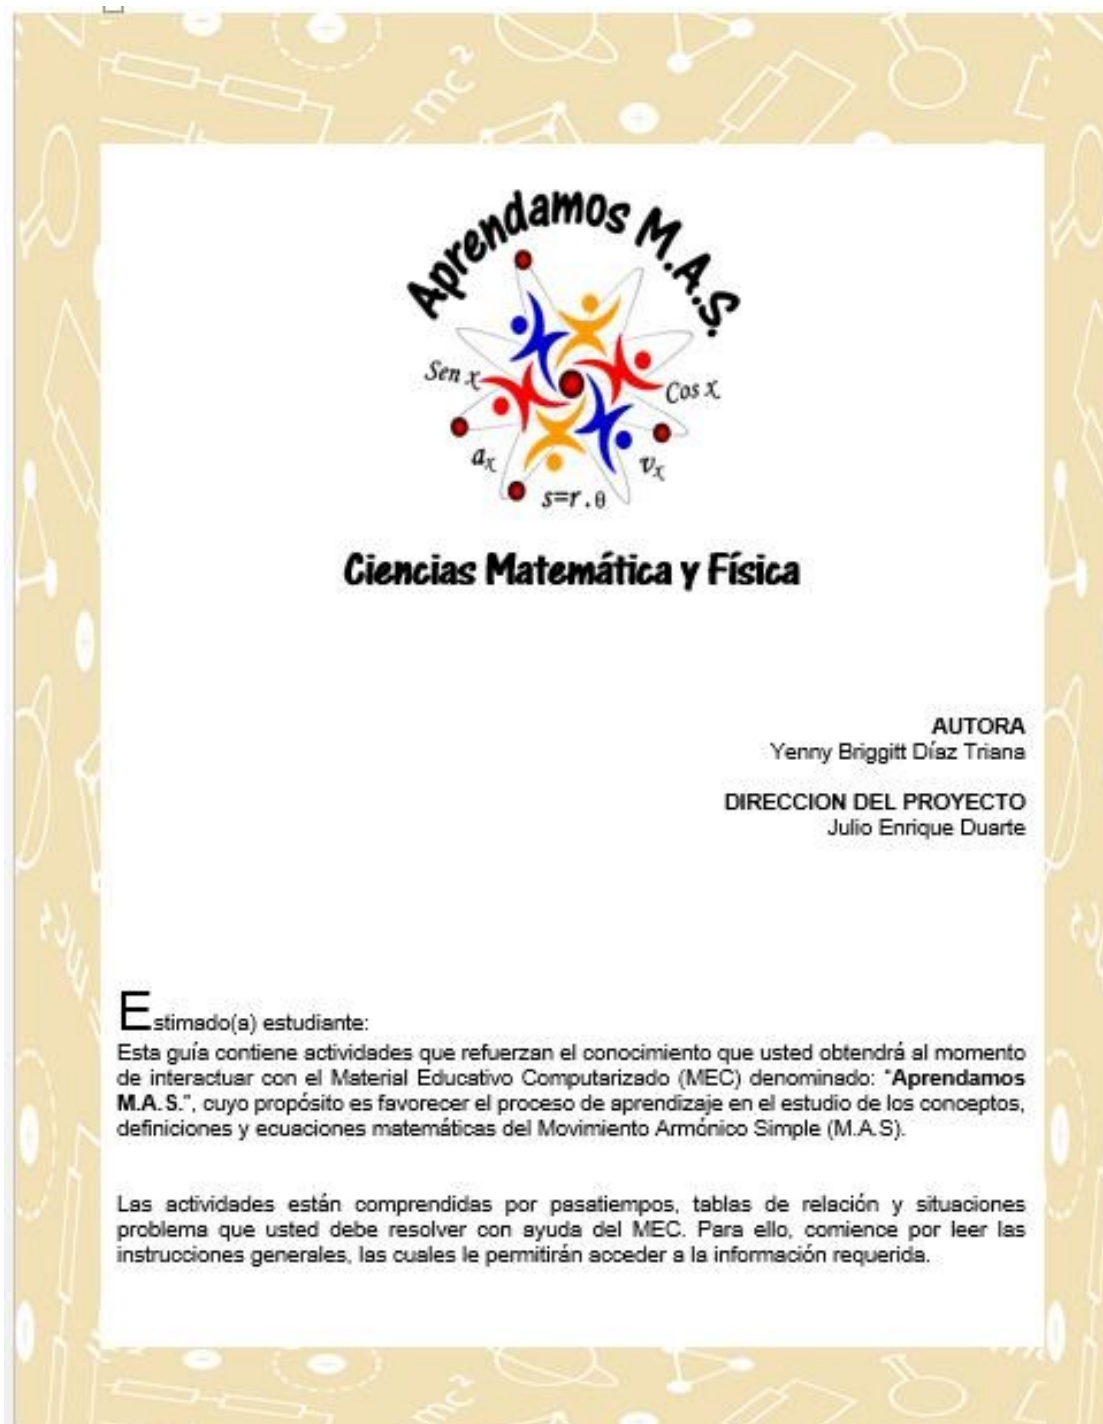 mc²
= mc²
Aprendamos M.A.S.
Sen x
Cos x
aₓ
vₓ
s=r . θ
Ciencias Matemática y Física
AUTORA
Yenny Briggitt Díaz Triana
DIRECCION DEL PROYECTO
Julio Enrique Duarte
Estimado(a) estudiante:
Esta guía contiene actividades que refuerzan el conocimiento que usted obtendrá al momento
de interactuar con el Material Educativo Computarizado (MEC) denominado: "Aprendamos
M.A.S.", cuyo propósito es favorecer el proceso de aprendizaje en el estudio de los conceptos,
definiciones y ecuaciones matemáticas del Movimiento Armónico Simple (M.A.S).
Las actividades están comprendidas por pasatiempos, tablas de relación y situaciones
problema que usted debe resolver con ayuda del MEC. Para ello, comience por leer las
instrucciones generales, las cuales le permitirán acceder a la información requerida.
mc²